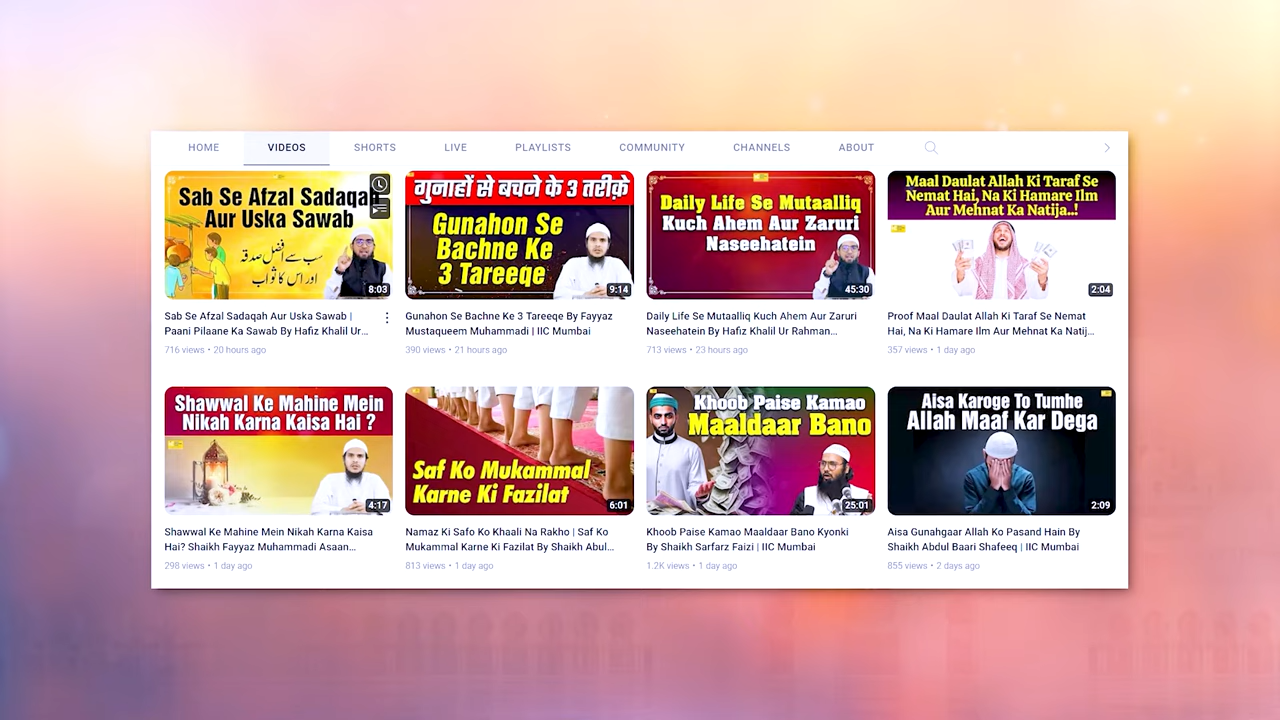 HOME VIDEOS SHORTS LIVE PLAYLISTS COMMUNITY CHANNELS ABOUT
Sab Se Afzal Sadaqah
Aur Uska Sawab
سب سے افضل صدقہ
اور اس کا ثواب
8:03
Sab Se Afzal Sadaqah Aur Uska Sawab |
Paani Pilaane Ka Sawab By Hafiz Khalil Ur...
716 views • 20 hours ago
गुनाहों से बचने के 3 तरीक़े
Gunahon Se
Bachne Ke
3 Tareeqe
9:14
Gunahon Se Bachne Ke 3 Tareeqe By Fayyaz
Mustaqueem Muhammadi | IIC Mumbai
390 views • 21 hours ago
Daily Life Se Mutaalliq
Kuch Ahem Aur Zaruri
Naseehatein
45:30
Daily Life Se Mutaalliq Kuch Ahem Aur Zaruri
Naseehatein By Hafiz Khalil Ur Rahman...
713 views • 23 hours ago
Maal Daulat Allah Ki Taraf Se
Nemat Hai, Na Ki Hamare Ilm
Aur Mehnat Ka Natija..!
2:04
Proof Maal Daulat Allah Ki Taraf Se Nemat
Hai, Na Ki Hamare Ilm Aur Mehnat Ka Natij...
357 views • 1 day ago
Shawwal Ke Mahine Mein
Nikah Karna Kaisa Hai ?
4:17
Shawwal Ke Mahine Mein Nikah Karna Kaisa
Hai? Shaikh Fayyaz Muhammadi Asaan...
298 views • 1 day ago
Saf Ko Mukammal
Karne Ki Fazilat
6:01
Namaz Ki Safo Ko Khaali Na Rakho | Saf Ko
Mukammal Karne Ki Fazilat By Shaikh Abul...
813 views • 1 day ago
Khoob Paise Kamao
Maaldaar Bano
25:01
Khoob Paise Kamao Maaldaar Bano Kyonki
By Shaikh Sarfarz Faizi | IIC Mumbai
1.2K views • 1 day ago
Aisa Karoge To Tumhe
Allah Maaf Kar Dega
2:09
Aisa Gunahgaar Allah Ko Pasand Hain By
Shaikh Abdul Baari Shafeeq | IIC Mumbai
855 views • 2 days ago